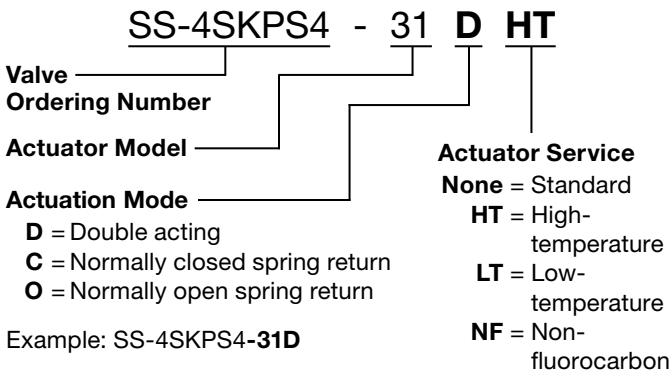 SS-4SKPS4 - 31 D HT
Valve
Ordering Number
Actuator Model
Actuation Mode
D = Double acting
C = Normally closed spring return
O = Normally open spring return
Example: SS-4SKPS4-31D
Actuator Service
None = Standard
HT = High-
temperature
LT = Low-
temperature
NF = Non-
fluorocarbon